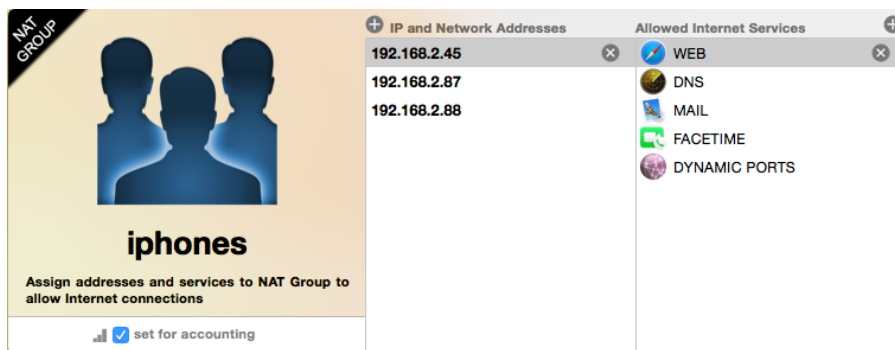 NAT
GROUP
iphones
Assign addresses and services to NAT Group to
allow Internet connections
set for accounting
IP and Network Addresses
192.168.2.45
192.168.2.87
192.168.2.88
Allowed Internet Services
WEB
DNS
MAIL
FACETIME
DYNAMIC PORTS